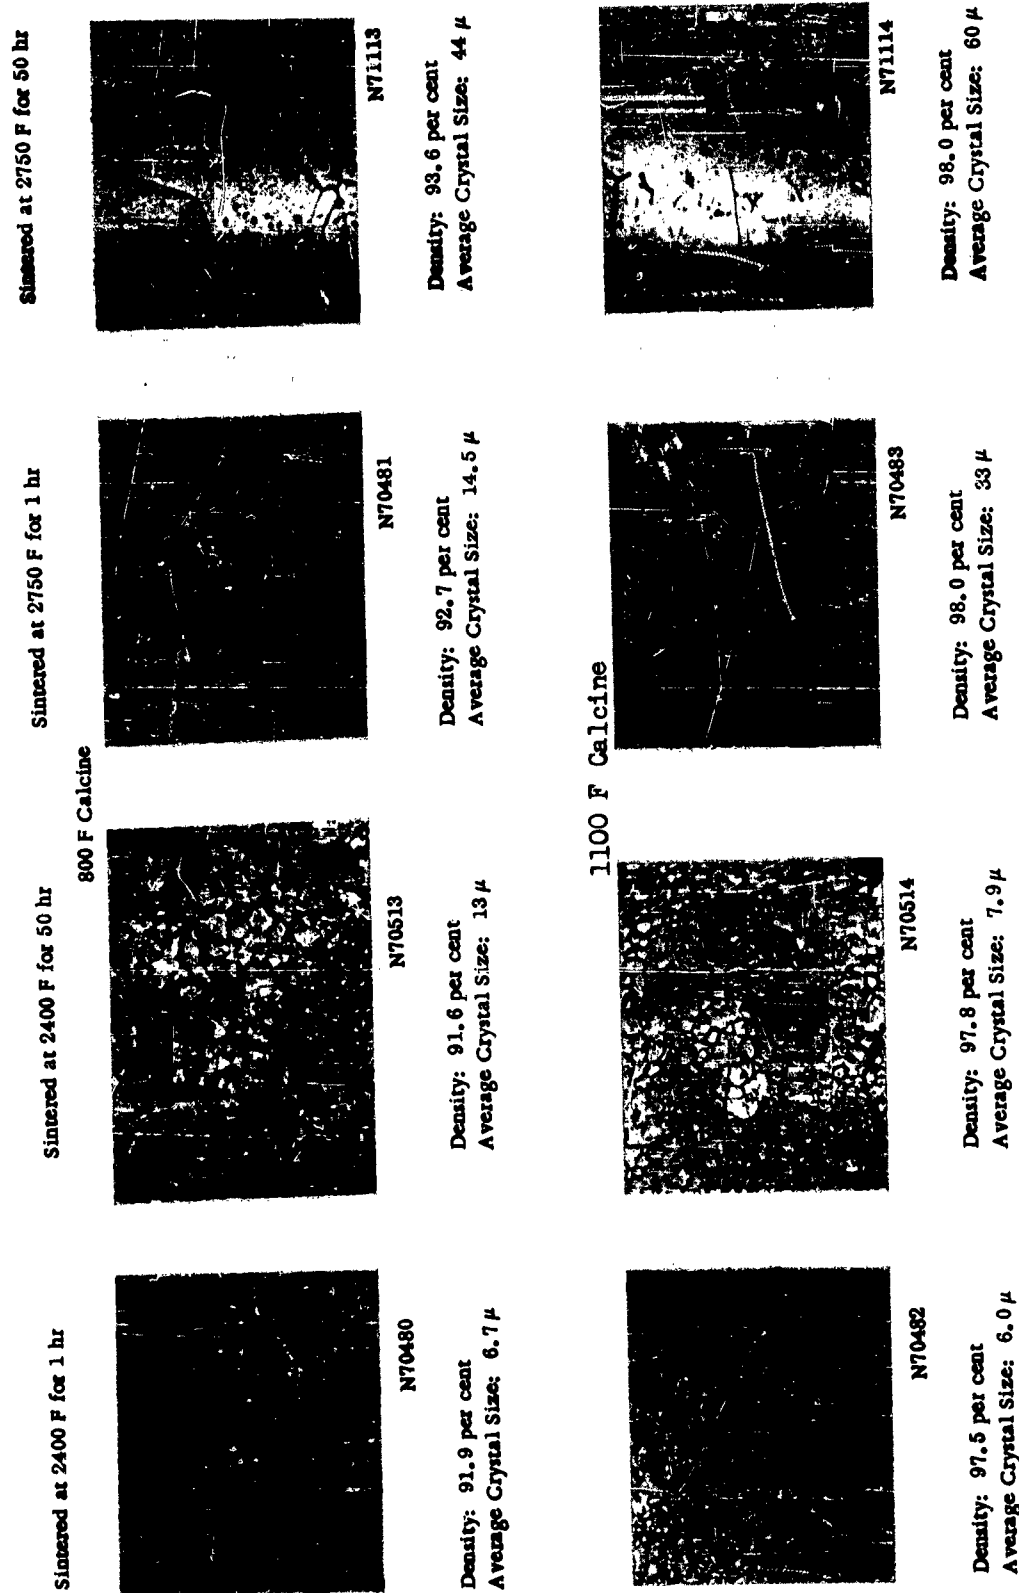 Sintered at 2400 F for 1 hr
Sintered at 2400 F for 50 hr
Sintered at 2750 F for 1 hr
Sintered at 2750 F for 50 hr
800 F Calcine
N70480
N70513
N70481
N71113
Density: 91.9 per cent
Average Crystal Size: 6.7 μ
Density: 91.6 per cent
Average Crystal Size: 13 μ
Density: 92.7 per cent
Average Crystal Size: 14.5 μ
Density: 93.6 per cent
Average Crystal Size: 44 μ
1100 F Calcine
N70482
N70514
N70483
N71114
Density: 97.5 per cent
Average Crystal Size: 6.0 μ
Density: 97.8 per cent
Average Crystal Size: 7.9 μ
Density: 98.0 per cent
Average Crystal Size: 33 μ
Density: 98.0 per cent
Average Crystal Size: 60 μ